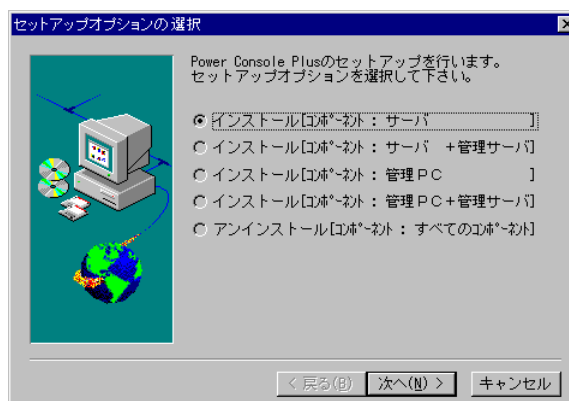 セットアップオプションの選択
Power Console Plusのセットアップを行います。
セットアップオプションを選択して下さい。
インストール[ｺﾝﾎﾟｰﾈﾝﾄ： サーバ　　　　　　　]
インストール[ｺﾝﾎﾟｰﾈﾝﾄ： サーバ　+管理サーバ]
インストール[ｺﾝﾎﾟｰﾈﾝﾄ： 管理ＰＣ　　　　　　]
インストール[ｺﾝﾎﾟｰﾈﾝﾄ： 管理ＰＣ+管理サーバ]
アンインストール[ｺﾝﾎﾟｰﾈﾝﾄ： すべてのｺﾝﾎﾟｰﾈﾝﾄ]
< 戻る(B)　次へ(N) >　キャンセル